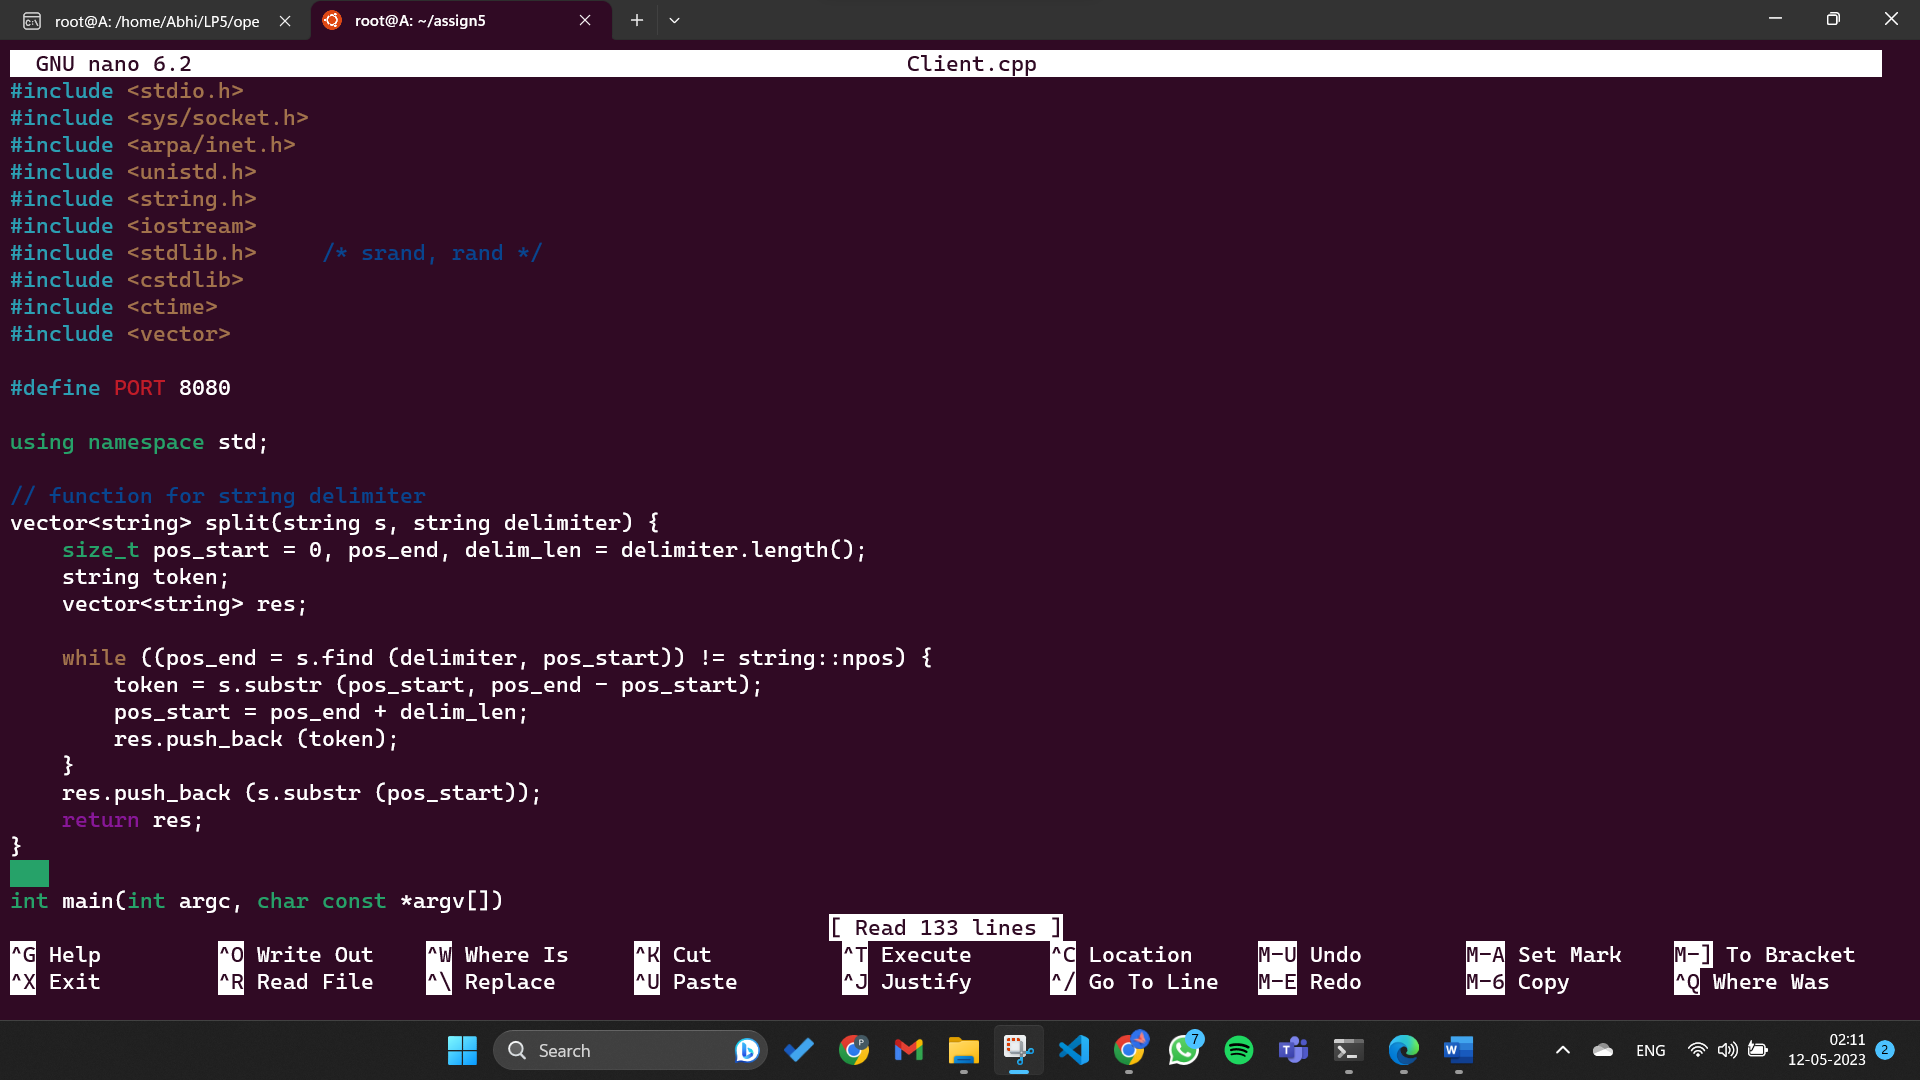 root@A: /home/Abhi/LP5/ope
root@A: ~/assign5
GNU nano 6.2 Client.cpp
#include <stdio.h>
#include <sys/socket.h>
#include <arpa/inet.h>
#include <unistd.h>
#include <string.h>
#include <iostream>
#include <stdlib.h>     /* srand, rand */
#include <cstdlib>
#include <ctime>
#include <vector>
#define PORT 8080
using namespace std;
// function for string delimiter
vector<string> split(string s, string delimiter) {
    size_t pos_start = 0, pos_end, delim_len = delimiter.length();
    string token;
    vector<string> res;
    while ((pos_end = s.find (delimiter, pos_start)) != string::npos) {
        token = s.substr (pos_start, pos_end - pos_start);
        pos_start = pos_end + delim_len;
        res.push_back (token);
    }
    res.push_back (s.substr (pos_start));
    return res;
}
int main(int argc, char const *argv[])
[ Read 133 lines ]
^G Help ^O Write Out ^W Where Is ^K Cut ^T Execute ^C Location M-U Undo M-A Set Mark M-] To Bracket
^X Exit ^R Read File ^\ Replace ^U Paste ^J Justify ^/ Go To Line M-E Redo M-6 Copy ^Q Where Was
Search
P
7
T
W
ENG
02:11
12-05-2023
2